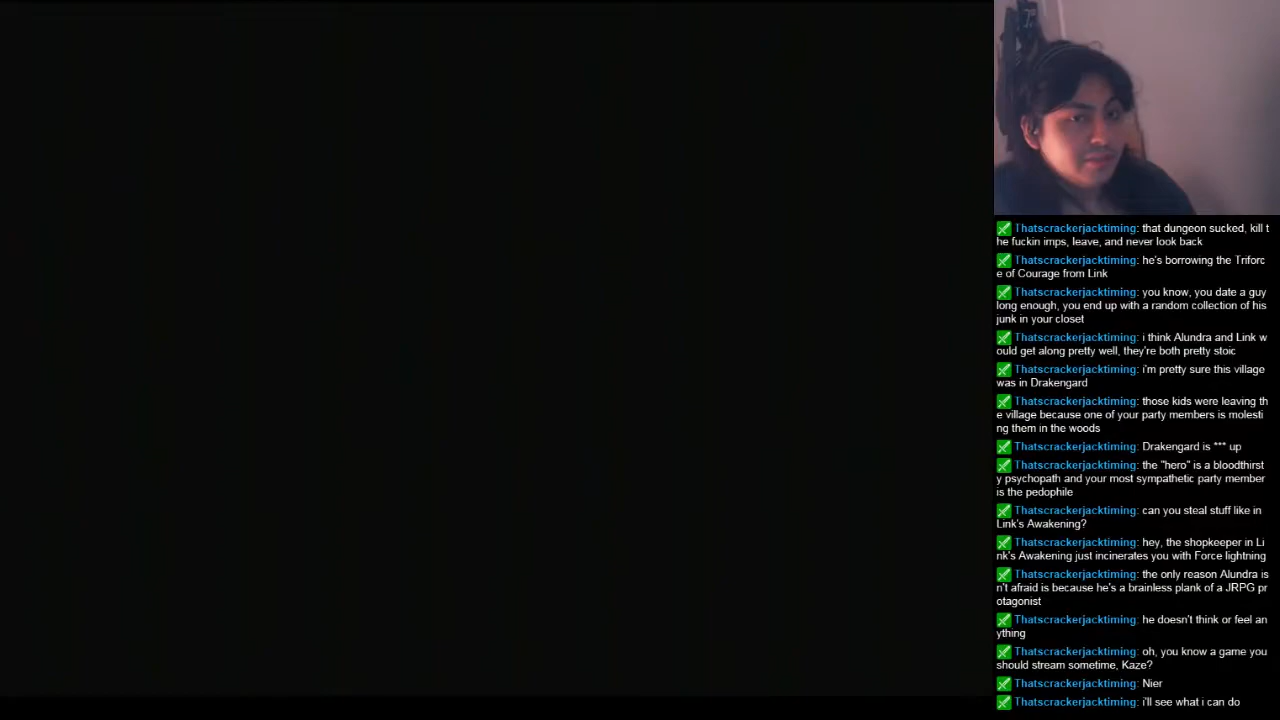 Thatscrackerjacktiming: that dungeon sucked, kill t
he fuckin imps, leave, and never look back
Thatscrackerjacktiming: he's borrowing the Triforc
e of Courage from Link
Thatscrackerjacktiming: you know, you date a guy
long enough, you end up with a random collection of his
junk in your closet
Thatscrackerjacktiming: i think Alundra and Link w
ould get along pretty well, they're both pretty stoic
Thatscrackerjacktiming: i'm pretty sure this village
was in Drakengard
Thatscrackerjacktiming: those kids were leaving th
e village because one of your party members is molesti
ng them in the woods
Thatscrackerjacktiming: Drakengard is *** up
Thatscrackerjacktiming: the "hero" is a bloodthirst
y psychopath and your most sympathetic party member
is the pedophile
Thatscrackerjacktiming: can you steal stuff like in
Link's Awakening?
Thatscrackerjacktiming: hey, the shopkeeper in Li
nk's Awakening just incinerates you with Force lightning
Thatscrackerjacktiming: the only reason Alundra is
n't afraid is because he's a brainless plank of a JRPG pr
otagonist
Thatscrackerjacktiming: he doesn't think or feel an
ything
Thatscrackerjacktiming: oh, you know a game you
should stream sometime, Kaze?
Thatscrackerjacktiming: Nier
Thatscrackerjacktiming: i'll see what i can do